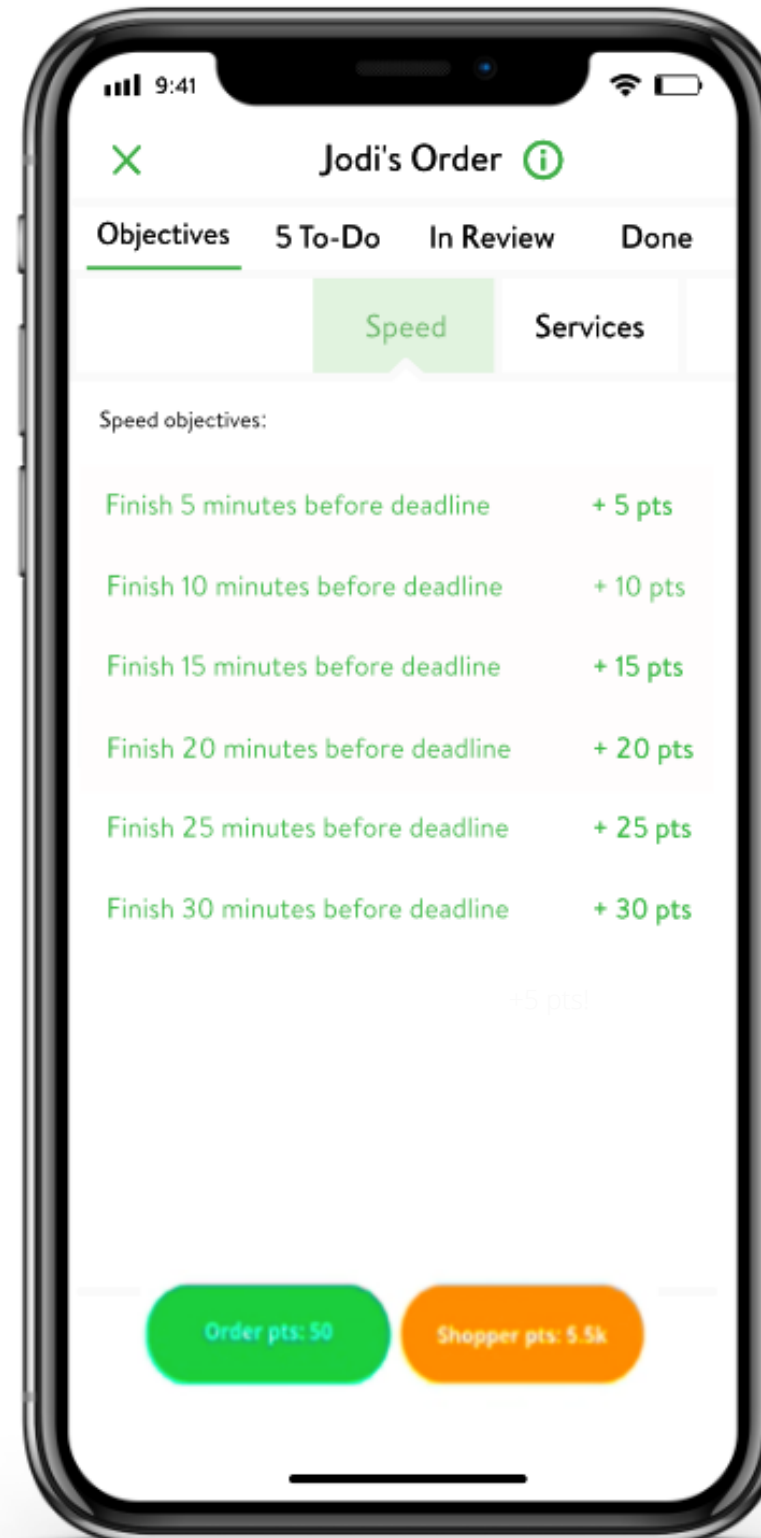 9:41
Jodi's Order
Objectives 5 To-Do In Review Done
Speed Services
Speed objectives:
Finish 5 minutes before deadline + 5 pts
Finish 10 minutes before deadline + 10 pts
Finish 15 minutes before deadline + 15 pts
Finish 20 minutes before deadline + 20 pts
Finish 25 minutes before deadline + 25 pts
Finish 30 minutes before deadline + 30 pts
+5 pts!
Order pts: 50 Shopper pts: 5.5k